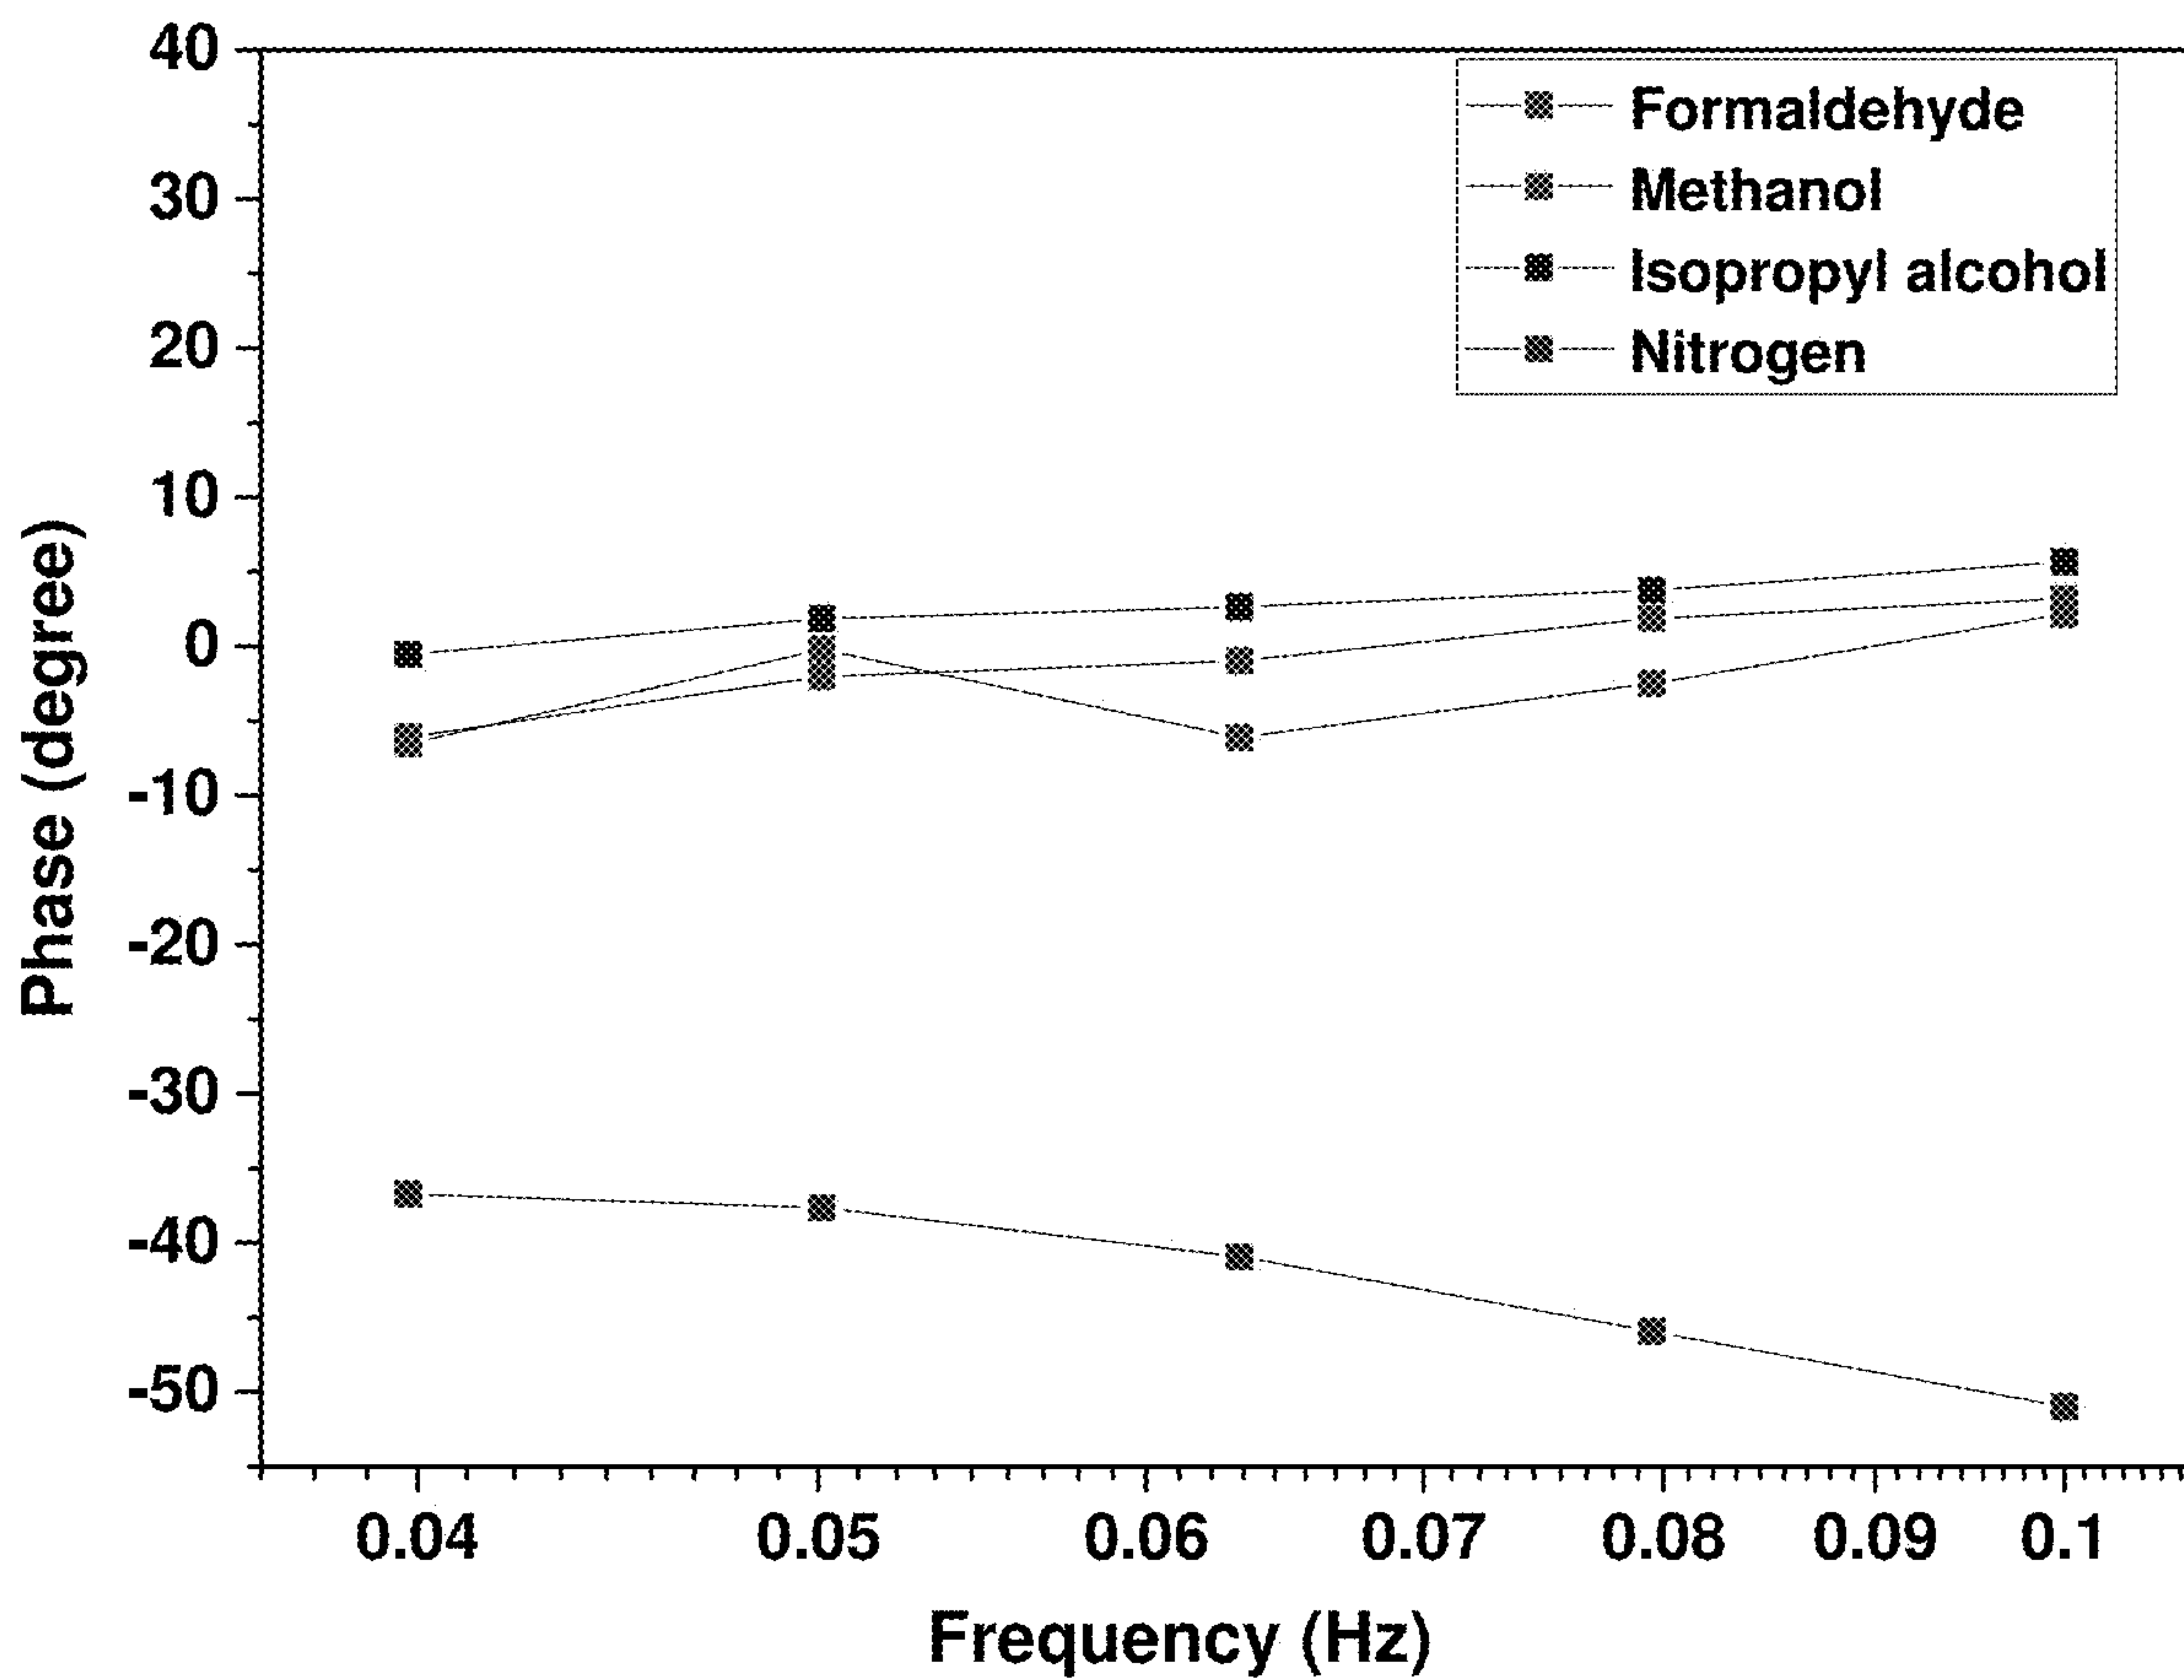 40
30
20
10
0
-10
-20
-30
-40
-50
Phase (degree)
Formaldehyde
Methanol
Isopropyl alcohol
Nitrogen
0.04 0.05 0.06 0.07 0.08 0.09 0.1
Frequency (Hz)